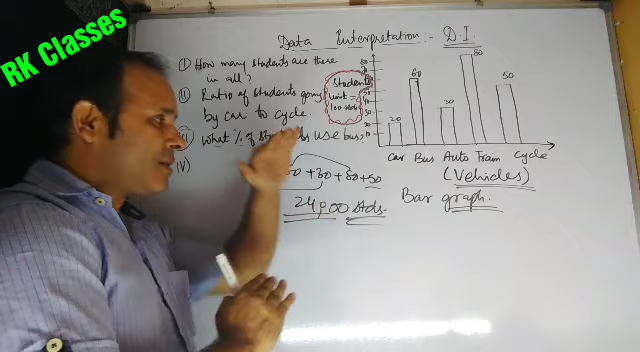 RK Classes
Data Interpretation :- D.I.
(I) How many students are there
in all?
(II) Ratio of students going
by car to cycle.
(III) What % of students use bus?
(IV)
Students
unit =
100 stds
+ 30 + 80 + 50
24,000 Stds.
80
60
50
30
20
Car Bus Auto Train Cycle
(Vehicles)
Bar graph.